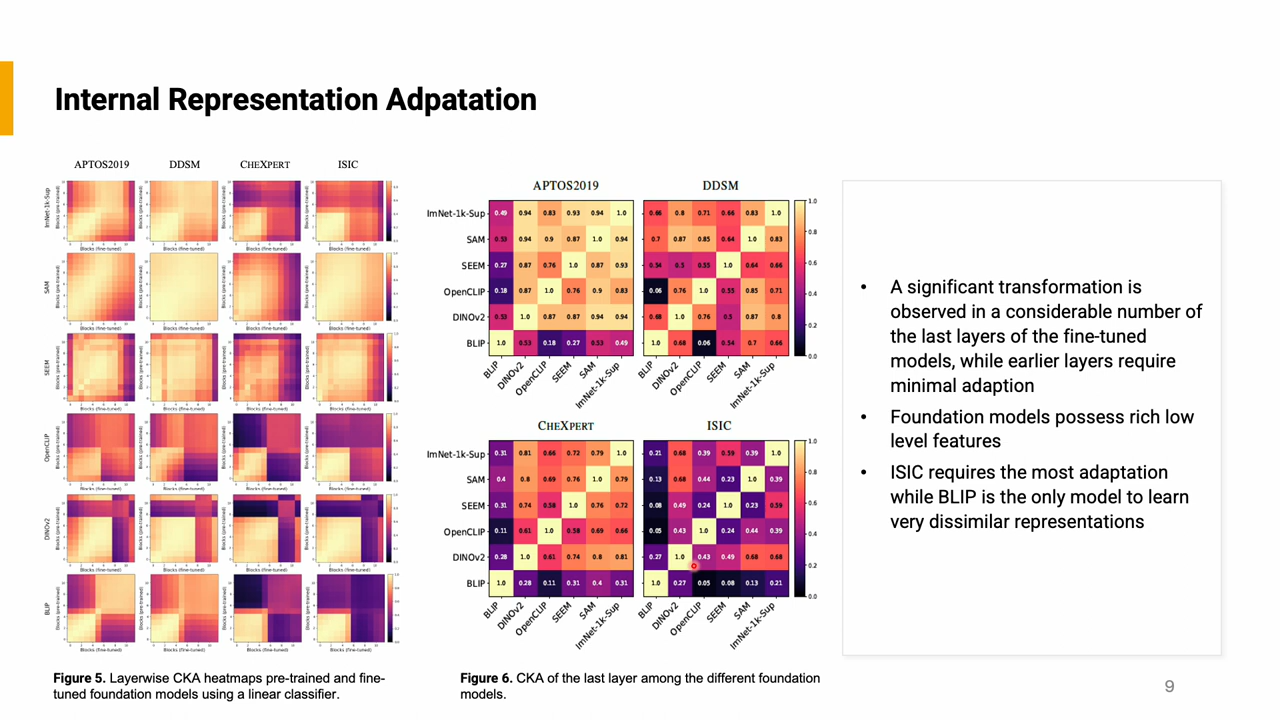 Internal Representation Adpatation
APTOS2019 DDSM CHEXPERT ISIC
ImNet-1k-Sup
SAM
SEEM
OpenCLIP
DINOv2
BLIP
Blocks (pre-trained)
Blocks (fine-tuned)
Figure 5. Layerwise CKA heatmaps pre-trained and fine-
tuned foundation models using a linear classifier.
APTOS2019 DDSM
ImNet-1k-Sup 0.49 0.94 0.83 0.93 0.94 1.0 0.66 0.8 0.71 0.66 0.83 1.0 1.0
SAM 0.53 0.94 0.9 0.87 1.0 0.94 0.7 0.87 0.85 0.64 1.0 0.83 0.8
SEEM 0.27 0.87 0.76 1.0 0.87 0.93 0.54 0.5 0.55 1.0 0.64 0.66 0.6
OpenCLIP 0.18 0.87 1.0 0.76 0.9 0.83 0.06 0.76 1.0 0.55 0.85 0.71 0.4
DINOv2 0.53 1.0 0.87 0.87 0.94 0.94 0.68 1.0 0.76 0.5 0.87 0.8 0.2
BLIP 1.0 0.53 0.18 0.27 0.53 0.49 1.0 0.68 0.06 0.54 0.7 0.66 0.0
BLIP DINOv2 OpenCLIP SEEM SAM ImNet-1k-Sup BLIP DINOv2 OpenCLIP SEEM SAM ImNet-1k-Sup
CHEXPERT ISIC
ImNet-1k-Sup 0.31 0.81 0.66 0.72 0.79 1.0 0.21 0.68 0.39 0.59 0.39 1.0 1.0
SAM 0.4 0.8 0.69 0.76 1.0 0.79 0.13 0.68 0.44 0.23 1.0 0.39 0.8
SEEM 0.31 0.74 0.58 1.0 0.76 0.72 0.08 0.49 0.24 1.0 0.23 0.59 0.6
OpenCLIP 0.11 0.61 1.0 0.58 0.69 0.66 0.05 0.43 1.0 0.24 0.44 0.39 0.4
DINOv2 0.28 1.0 0.61 0.74 0.8 0.81 0.27 1.0 0.43 0.49 0.68 0.68 0.2
BLIP 1.0 0.28 0.11 0.31 0.4 0.31 1.0 0.27 0.05 0.08 0.13 0.21 0.0
BLIP DINOv2 OpenCLIP SEEM SAM ImNet-1k-Sup BLIP DINOv2 OpenCLIP SEEM SAM ImNet-1k-Sup
Figure 6. CKA of the last layer among the different foundation
models.
• A significant transformation is
observed in a considerable number of
the last layers of the fine-tuned
models, while earlier layers require
minimal adaption
• Foundation models possess rich low
level features
• ISIC requires the most adaptation
while BLIP is the only model to learn
very dissimilar representations
9